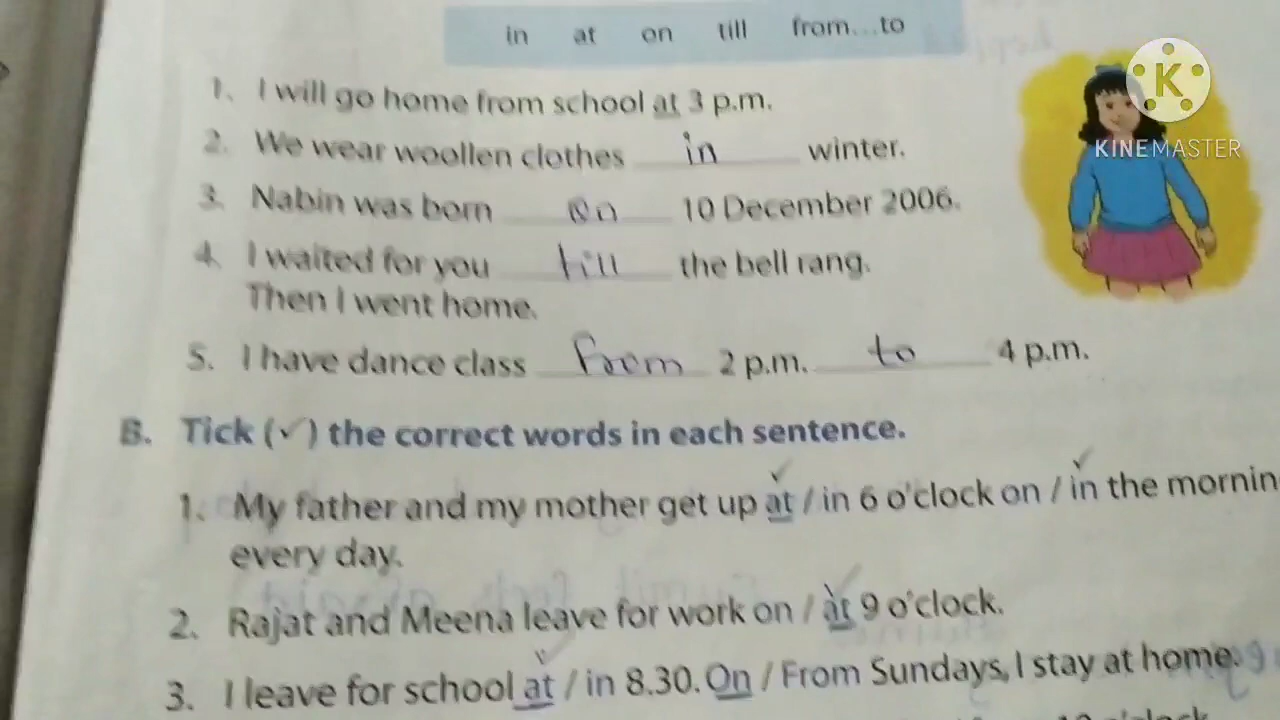 in at on till from...to
1. I will go home from school at 3 p.m.
2. We wear woollen clothes in winter.
3. Nabin was born on 10 December 2006.
4. I waited for you till the bell rang.
Then I went home.
5. I have dance class from 2 p.m. to 4 p.m.
B. Tick (✓) the correct words in each sentence.
1. My father and my mother get up at / in 6 o'clock on / in the mornin
every day.
2. Rajat and Meena leave for work on / at 9 o'clock.
3. I leave for school at / in 8.30. On / From Sundays, I stay at home.
K
KINEMASTER